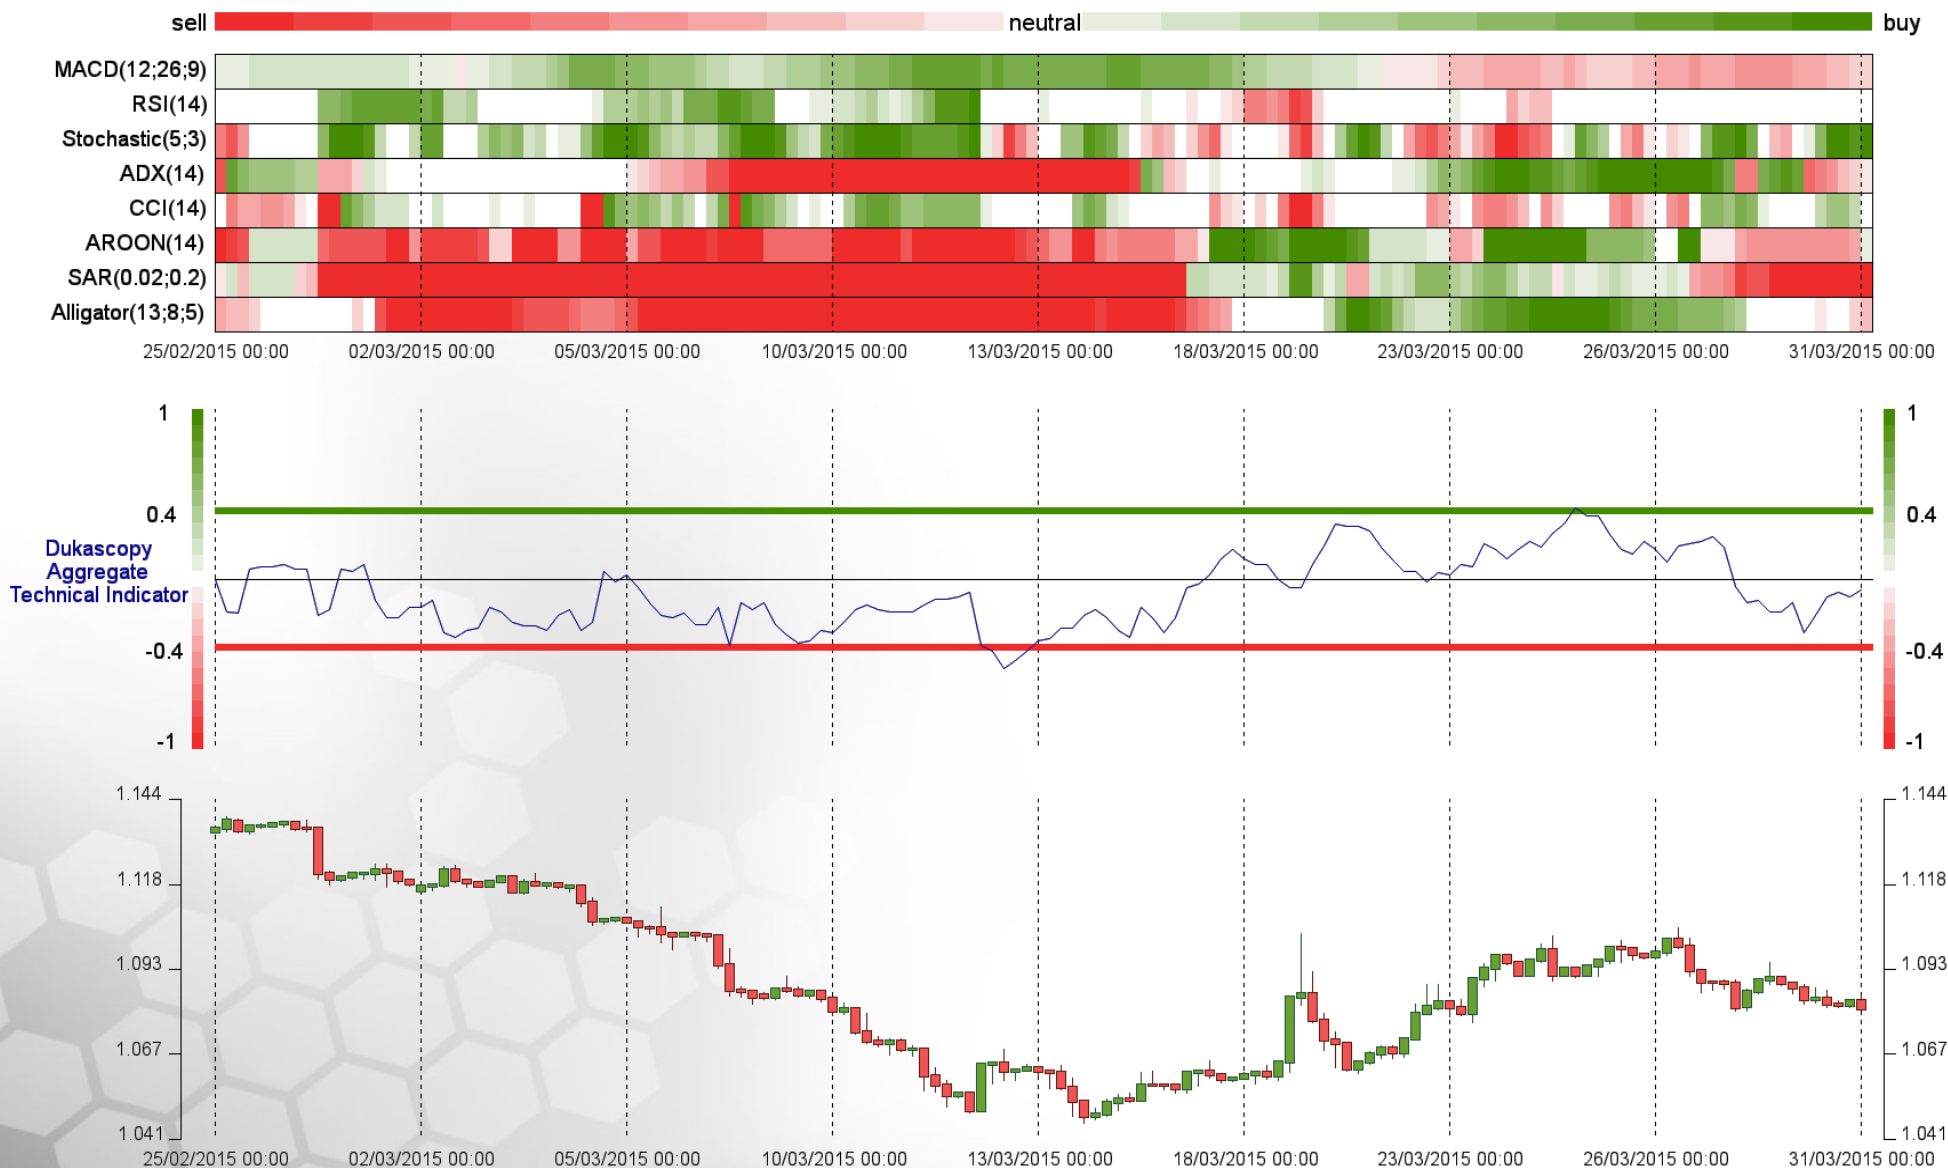 sell neutral buy
MACD(12;26;9)
RSI(14)
Stochastic(5;3)
ADX(14)
CCI(14)
AROON(14)
SAR(0.02;0.2)
Alligator(13;8;5)
25/02/2015 00:00 02/03/2015 00:00 05/03/2015 00:00 10/03/2015 00:00 13/03/2015 00:00 18/03/2015 00:00 23/03/2015 00:00 26/03/2015 00:00 31/03/2015 00:00
1 1
0.4 0.4
Dukascopy
Aggregate
Technical Indicator
-0.4 -0.4
-1 -1
1.144 1.144
1.118 1.118
1.093 1.093
1.067 1.067
1.041 1.041
25/02/2015 00:00 02/03/2015 00:00 05/03/2015 00:00 10/03/2015 00:00 13/03/2015 00:00 18/03/2015 00:00 23/03/2015 00:00 26/03/2015 00:00 31/03/2015 00:00